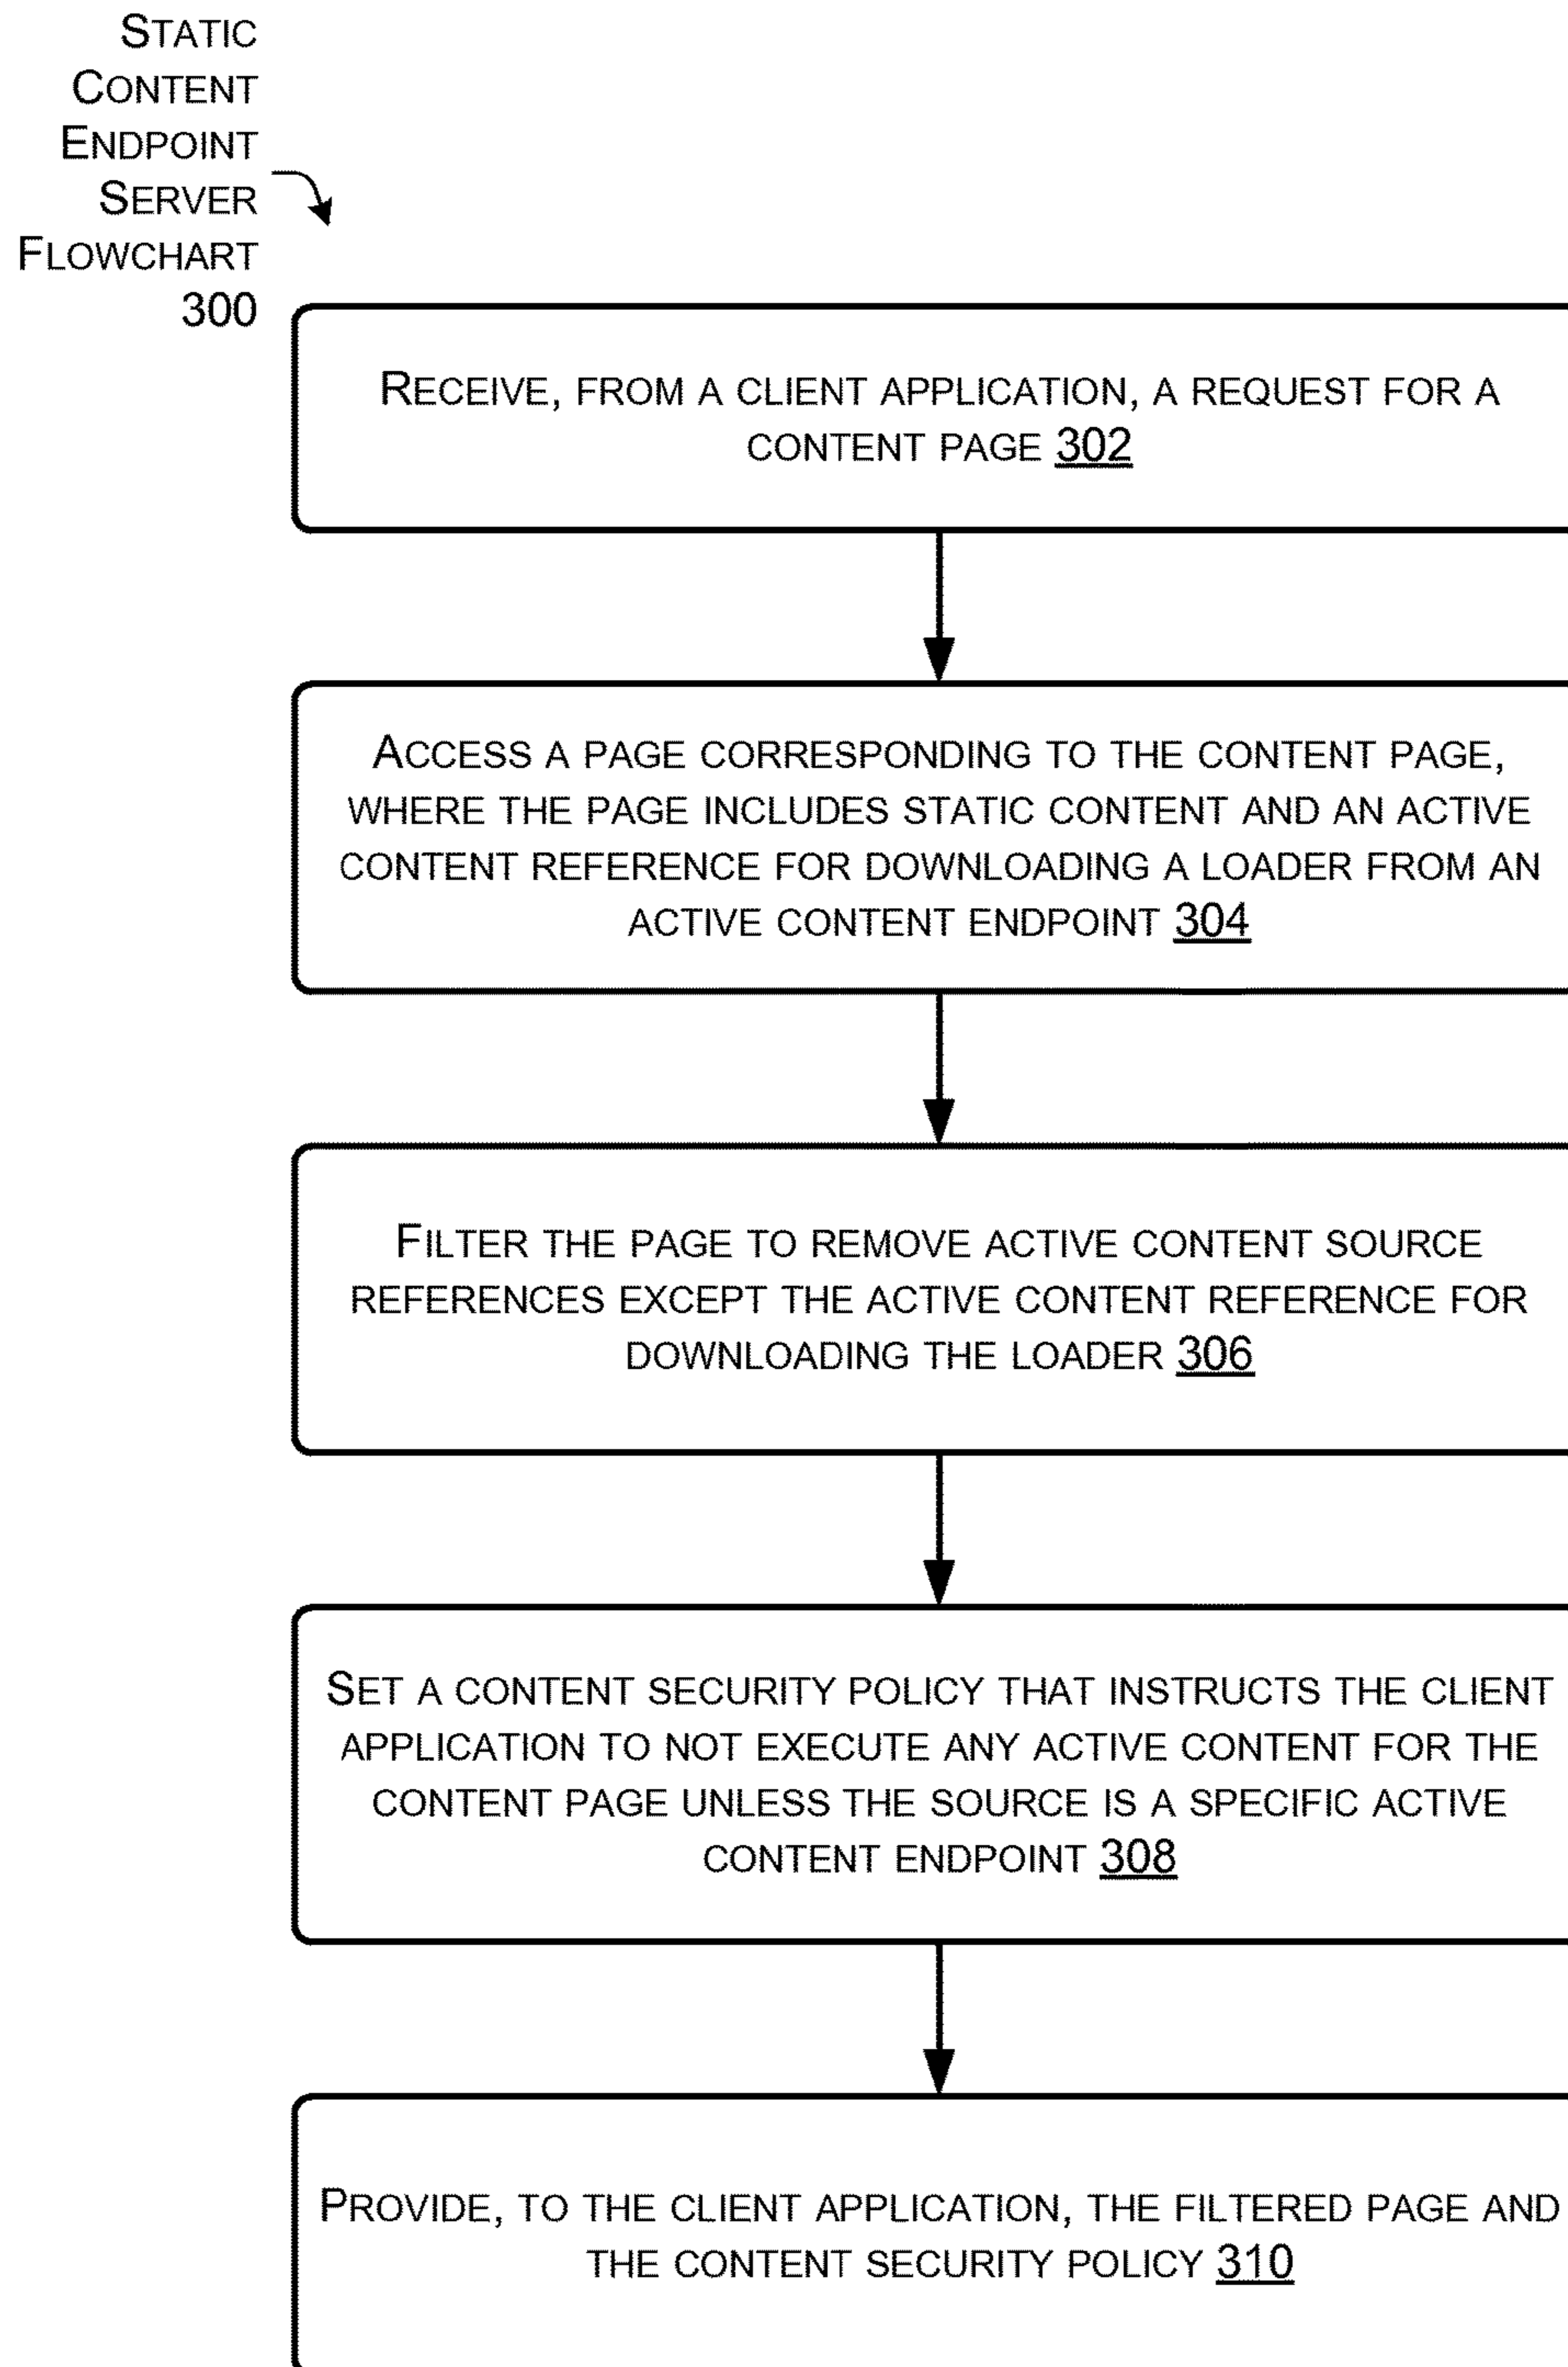 STATIC
CONTENT
ENDPOINT
SERVER
FLOWCHART
300
RECEIVE, FROM A CLIENT APPLICATION, A REQUEST FOR A
CONTENT PAGE 302
ACCESS A PAGE CORRESPONDING TO THE CONTENT PAGE,
WHERE THE PAGE INCLUDES STATIC CONTENT AND AN ACTIVE
CONTENT REFERENCE FOR DOWNLOADING A LOADER FROM AN
ACTIVE CONTENT ENDPOINT 304
FILTER THE PAGE TO REMOVE ACTIVE CONTENT SOURCE
REFERENCES EXCEPT THE ACTIVE CONTENT REFERENCE FOR
DOWNLOADING THE LOADER 306
SET A CONTENT SECURITY POLICY THAT INSTRUCTS THE CLIENT
APPLICATION TO NOT EXECUTE ANY ACTIVE CONTENT FOR THE
CONTENT PAGE UNLESS THE SOURCE IS A SPECIFIC ACTIVE
CONTENT ENDPOINT 308
PROVIDE, TO THE CLIENT APPLICATION, THE FILTERED PAGE AND
THE CONTENT SECURITY POLICY 310